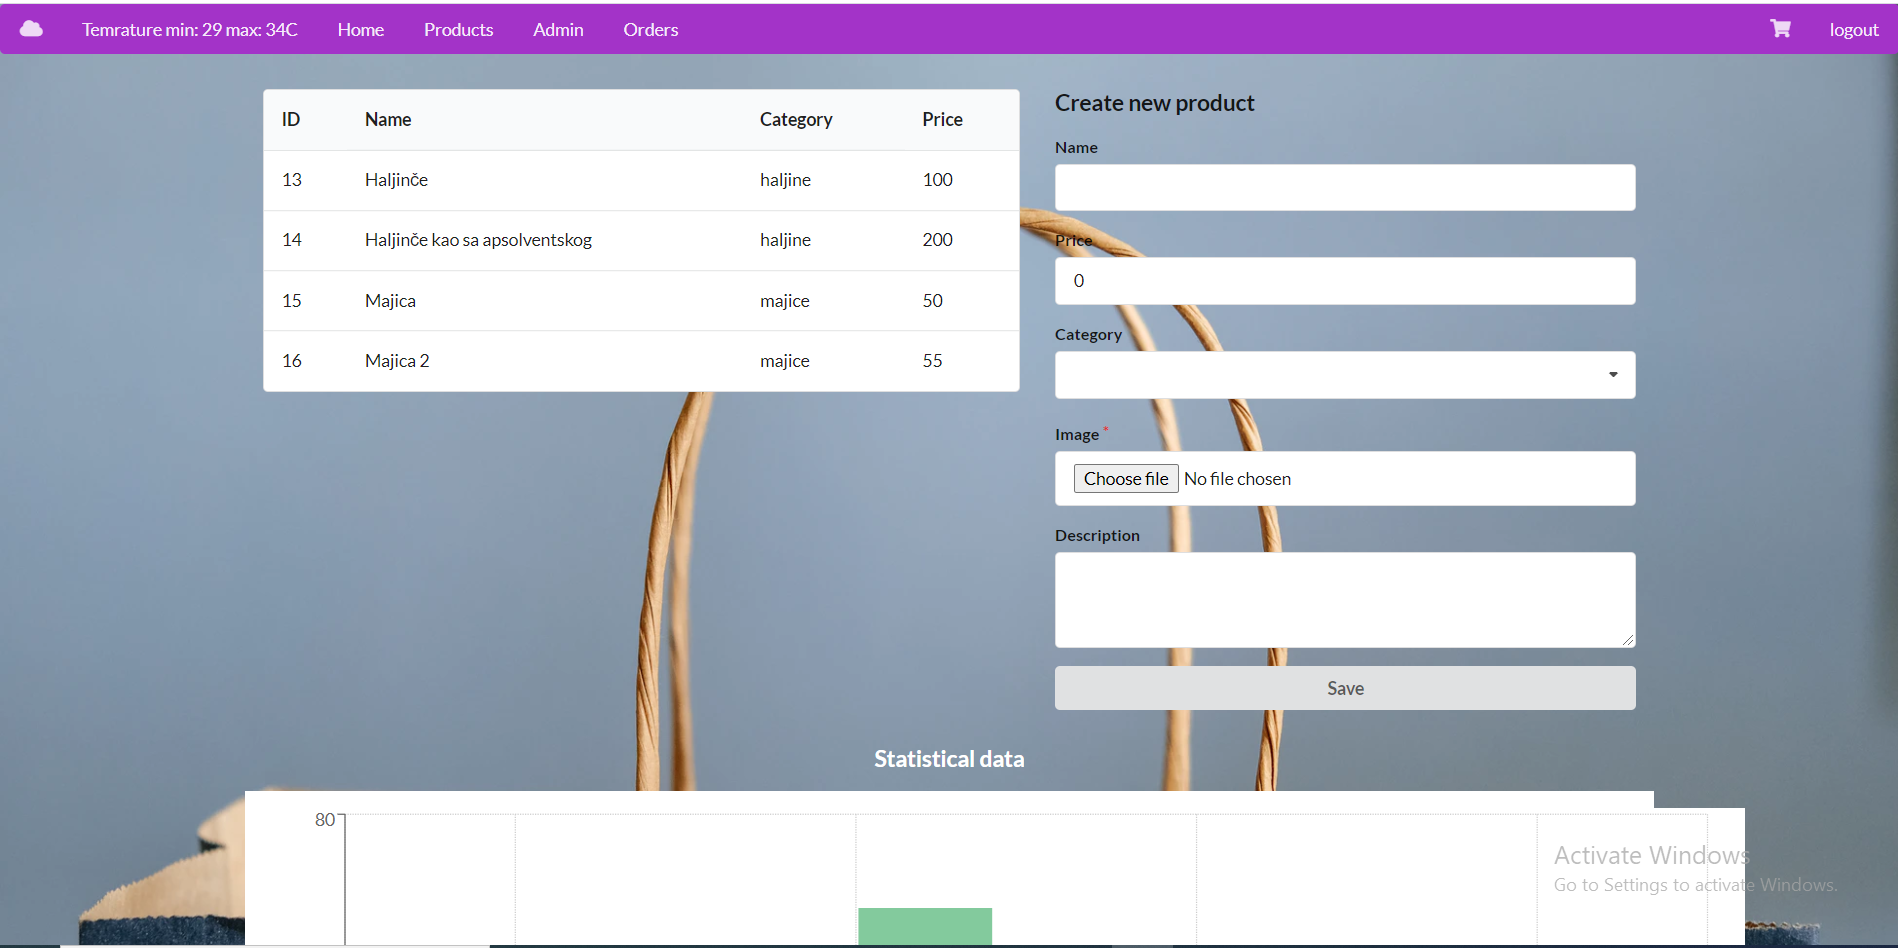 Temrature min: 29 max: 34C Home Products Admin Orders logout
ID Name Category Price
13 Haljinče haljine 100
14 Haljinče kao sa apsolventskog haljine 200
15 Majica majice 50
16 Majica 2 majice 55
Create new product
Name
Price
0
Category
Image *
Choose file No file chosen
Description
Save
Statistical data
80
Activate Windows
Go to Settings to activate Windows.